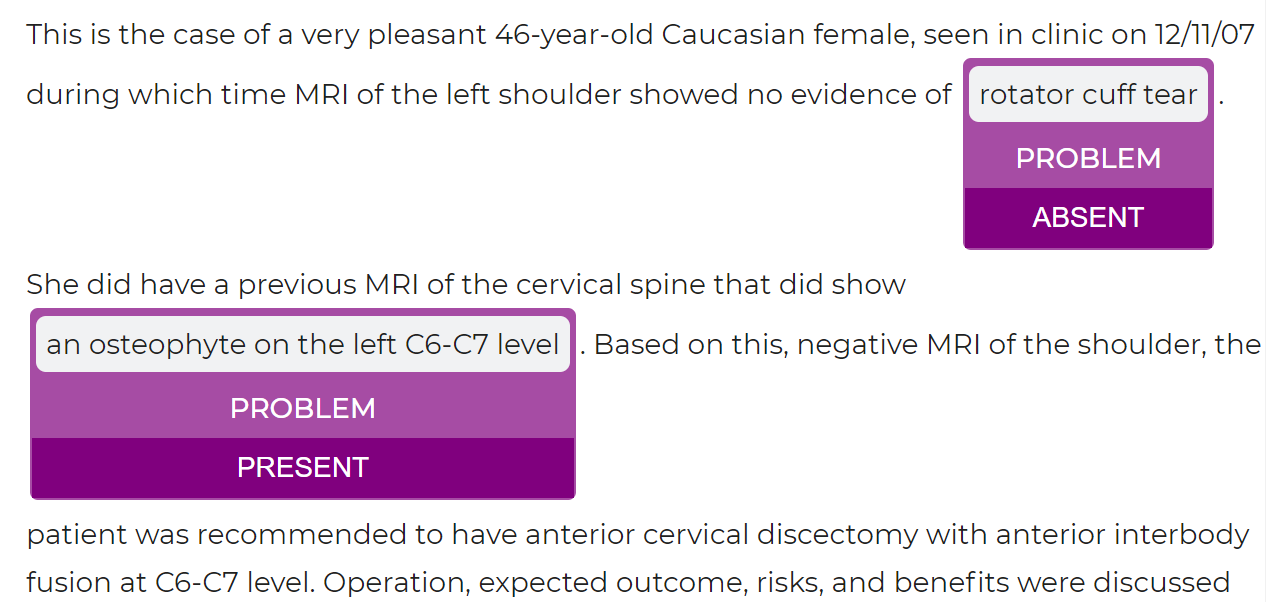 This is the case of a very pleasant 46-year-old Caucasian female, seen in clinic on 12/11/07
during which time MRI of the left shoulder showed no evidence of rotator cuff tear .
PROBLEM
ABSENT
She did have a previous MRI of the cervical spine that did show
an osteophyte on the left C6-C7 level . Based on this, negative MRI of the shoulder, the
PROBLEM
PRESENT
patient was recommended to have anterior cervical discectomy with anterior interbody
fusion at C6-C7 level. Operation, expected outcome, risks, and benefits were discussed